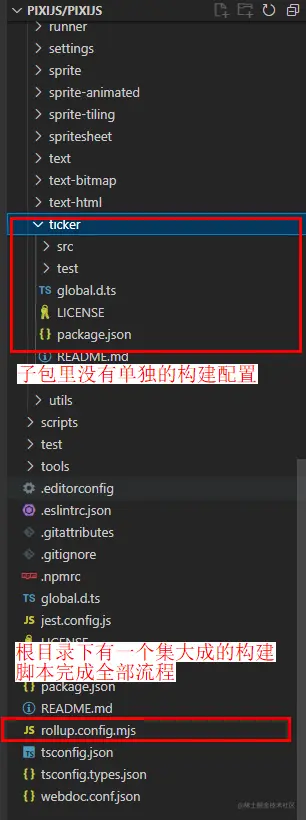 PIXIJS/PIXIJS
runner
settings
sprite
sprite-animated
sprite-tiling
spritesheet
text
text-bitmap
text-html
ticker
src
test
TS global.d.ts
LICENSE
{} package.json
README.md
子包里没有单独的构建配置
utils
scripts
test
tools
.editorconfig
.eslintrc.json
.gitattributes
.gitignore
.npmrc
TS global.d.ts
JS jest.config.js
LICENSE
根目录下有一个集大成的构建
脚本完成全部流程
{} package.json
README.md
JS rollup.config.mjs
tsconfig.json
tsconfig.types.json
{} webdoc.conf.json
@稀土掘金技术社区